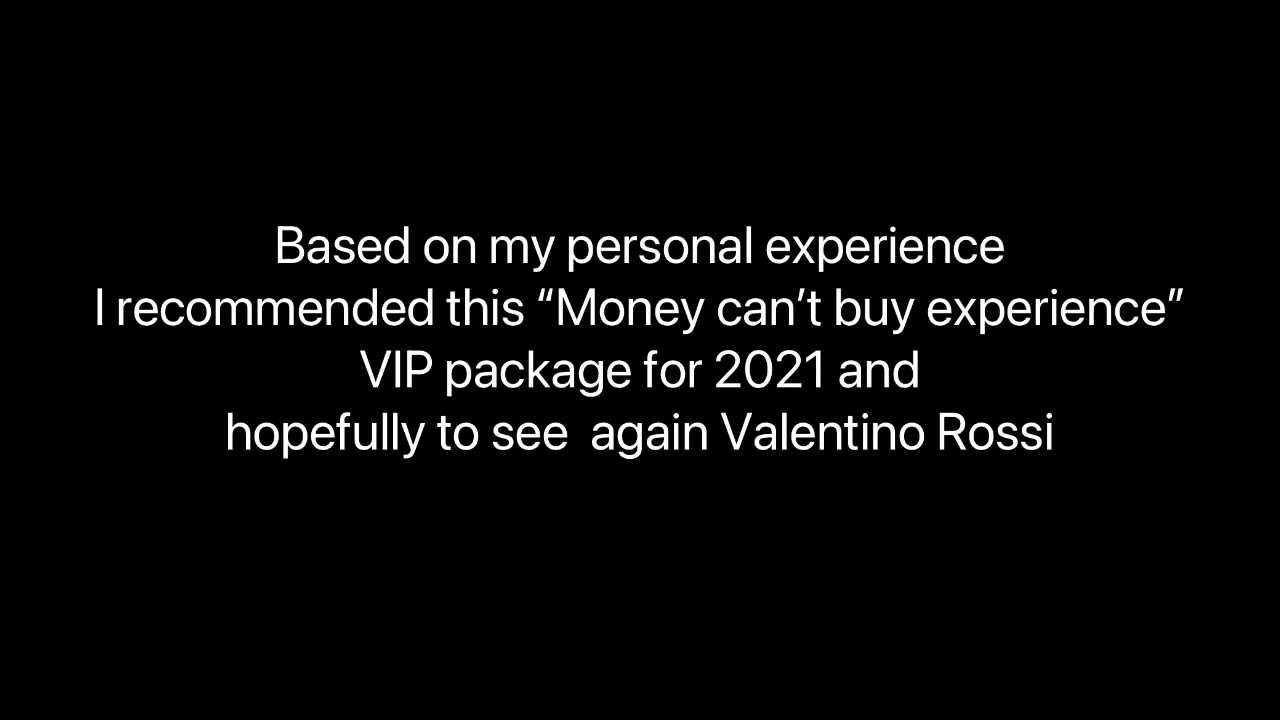 Based on my personal experience
I recommended this “Money can’t buy experience”
VIP package for 2021 and
hopefully to see  again Valentino Rossi